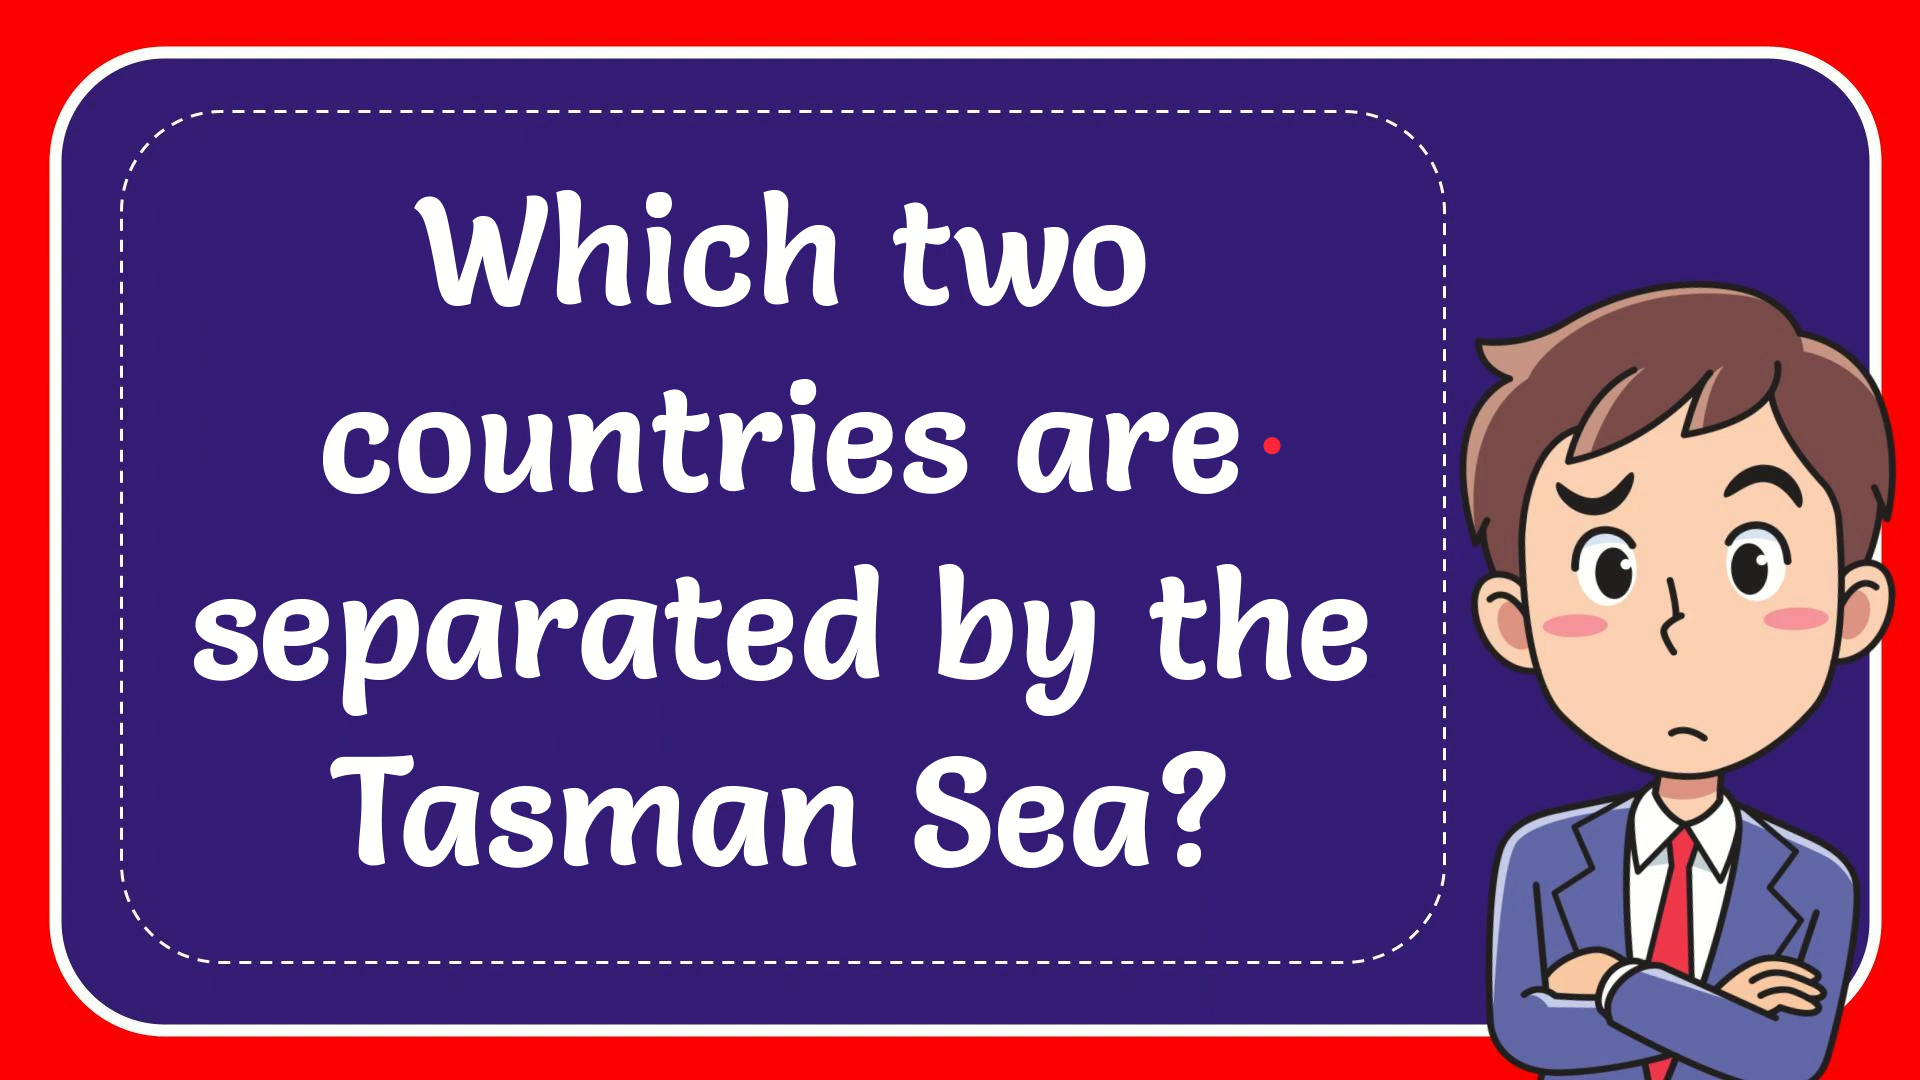 Which two
countries are
separated by the
Tasman Sea?